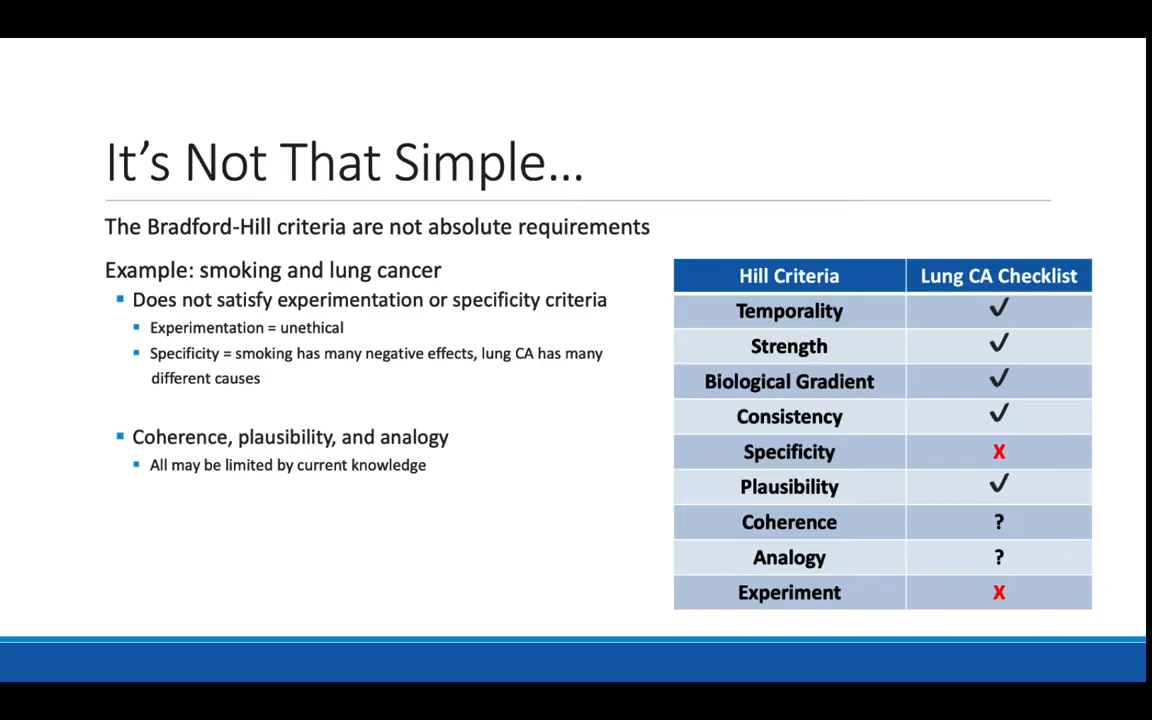 It's Not That Simple...
The Bradford-Hill criteria are not absolute requirements
Example: smoking and lung cancer
Does not satisfy experimentation or specificity criteria
Experimentation = unethical
Specificity = smoking has many negative effects, lung CA has many
different causes
Coherence, plausibility, and analogy
All may be limited by current knowledge
Hill Criteria Lung CA Checklist
Temporality ✓
Strength ✓
Biological Gradient ✓
Consistency ✓
Specificity X
Plausibility ✓
Coherence ?
Analogy ?
Experiment X